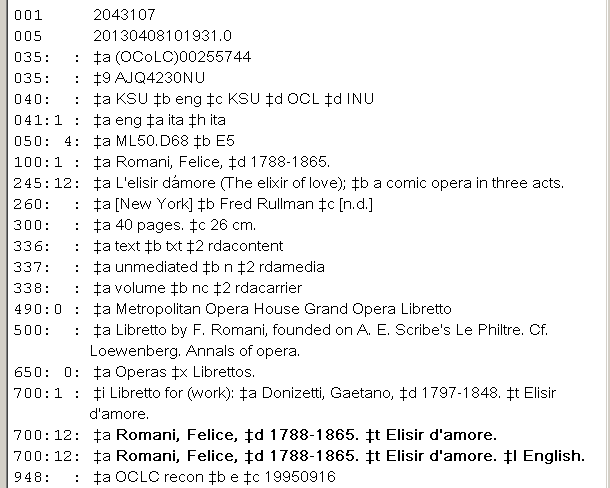 001 2043107
005 20130408101931.0
035: : ‡a (OCoLC)00255744
035: : ‡9 AJQ4230NU
040: : ‡a KSU ‡b eng ‡c KSU ‡d OCL ‡d INU
041:1 : ‡a eng ‡a ita ‡h ita
050: 4: ‡a ML50.D68 ‡b E5
100:1 : ‡a Romani, Felice, ‡d 1788-1865.
245:12: ‡a L'elisir d́amore (The elixir of love); ‡b a comic opera in three acts.
260: : ‡a [New York] ‡b Fred Rullman ‡c [n.d.]
300: : ‡a 40 pages. ‡c 26 cm.
336: : ‡a text ‡b txt ‡2 rdacontent
337: : ‡a unmediated ‡b n ‡2 rdamedia
338: : ‡a volume ‡b nc ‡2 rdacarrier
490:0 : ‡a Metropolitan Opera House Grand Opera Libretto
500: : ‡a Libretto by F. Romani, founded on A. E. Scribe's Le Philtre. Cf.
Loewenberg. Annals of opera.
650: 0: ‡a Operas ‡x Librettos.
700:1 : ‡i Libretto for (work): ‡a Donizetti, Gaetano, ‡d 1797-1848. ‡t Elisir
d'amore.
700:12: ‡a Romani, Felice, ‡d 1788-1865. ‡t Elisir d'amore.
700:12: ‡a Romani, Felice, ‡d 1788-1865. ‡t Elisir d'amore. ‡l English.
948: : ‡a OCLC recon ‡b e ‡c 19950916